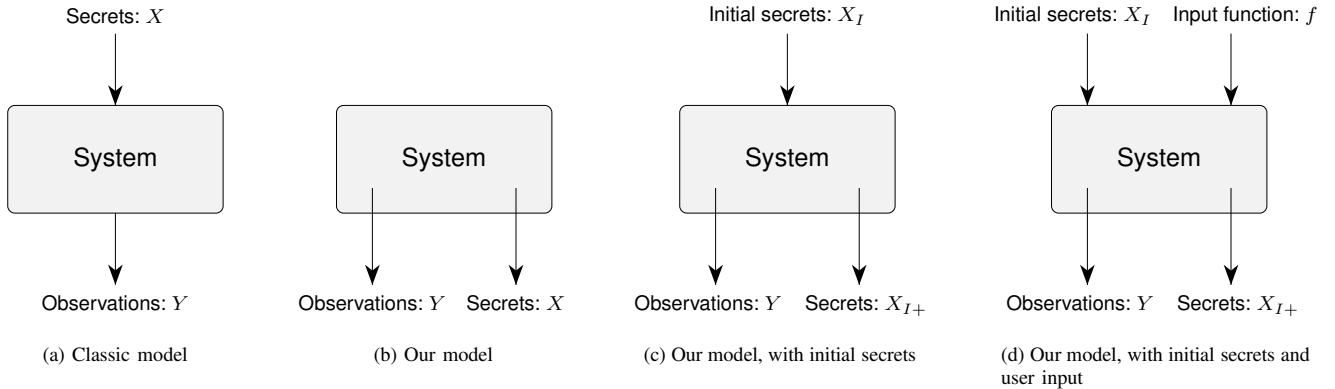 Secrets: X
Initial secrets: X_I
Initial secrets: X_I
Input function: f
System
System
System
System
Observations: Y
Observations: Y
Secrets: X
Observations: Y
Secrets: X_{I+}
Observations: Y
Secrets: X_{I+}
(a) Classic model
(b) Our model
(c) Our model, with initial secrets
(d) Our model, with initial secrets and
user input